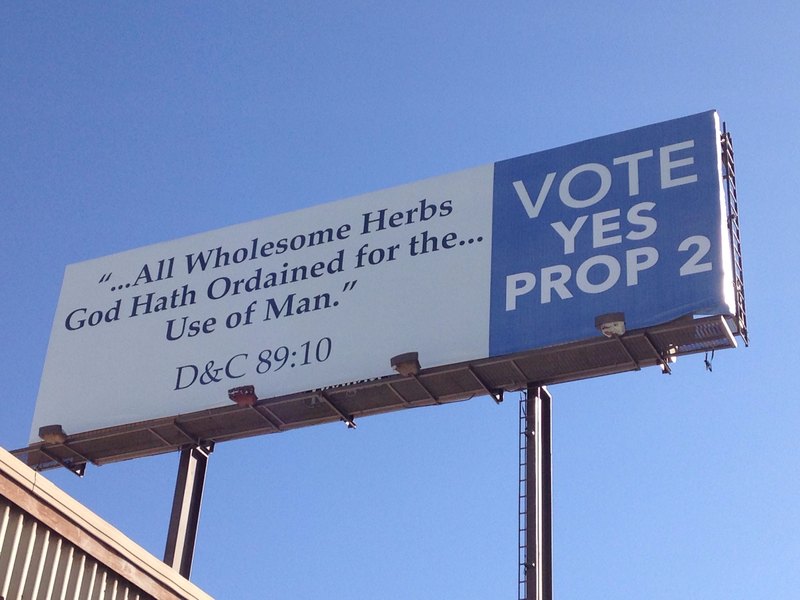 "...All Wholesome Herbs
God Hath Ordained for the...
Use of Man."
D&C 89:10
VOTE
YES
PROP 2